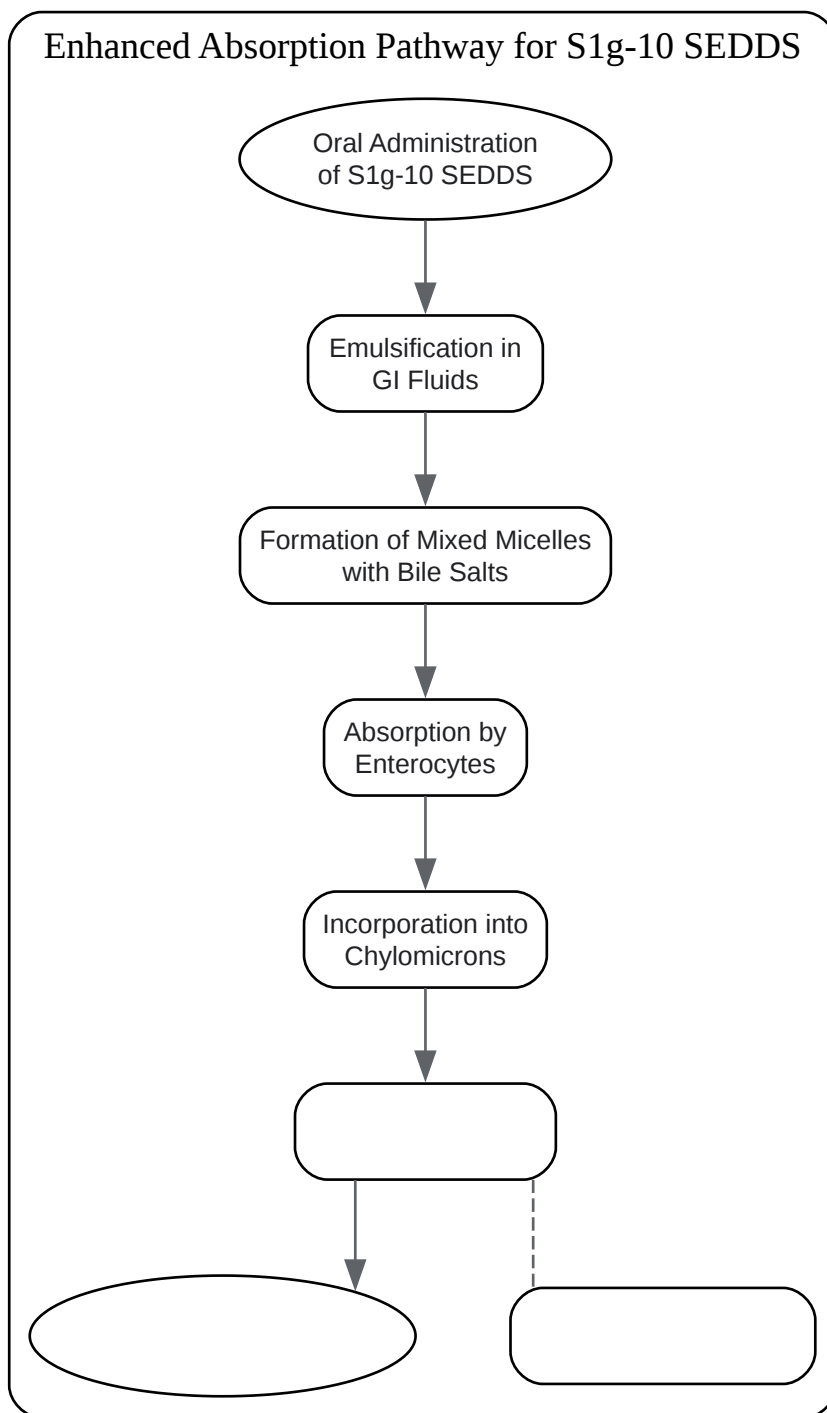 Enhanced Absorption Pathway for S1g-10 SEDDS
Oral Administration
of S1g-10 SEDDS
Emulsification in
GI Fluids
Formation of Mixed Micelles
with Bile Salts
Absorption by
Enterocytes
Incorporation into
Chylomicrons